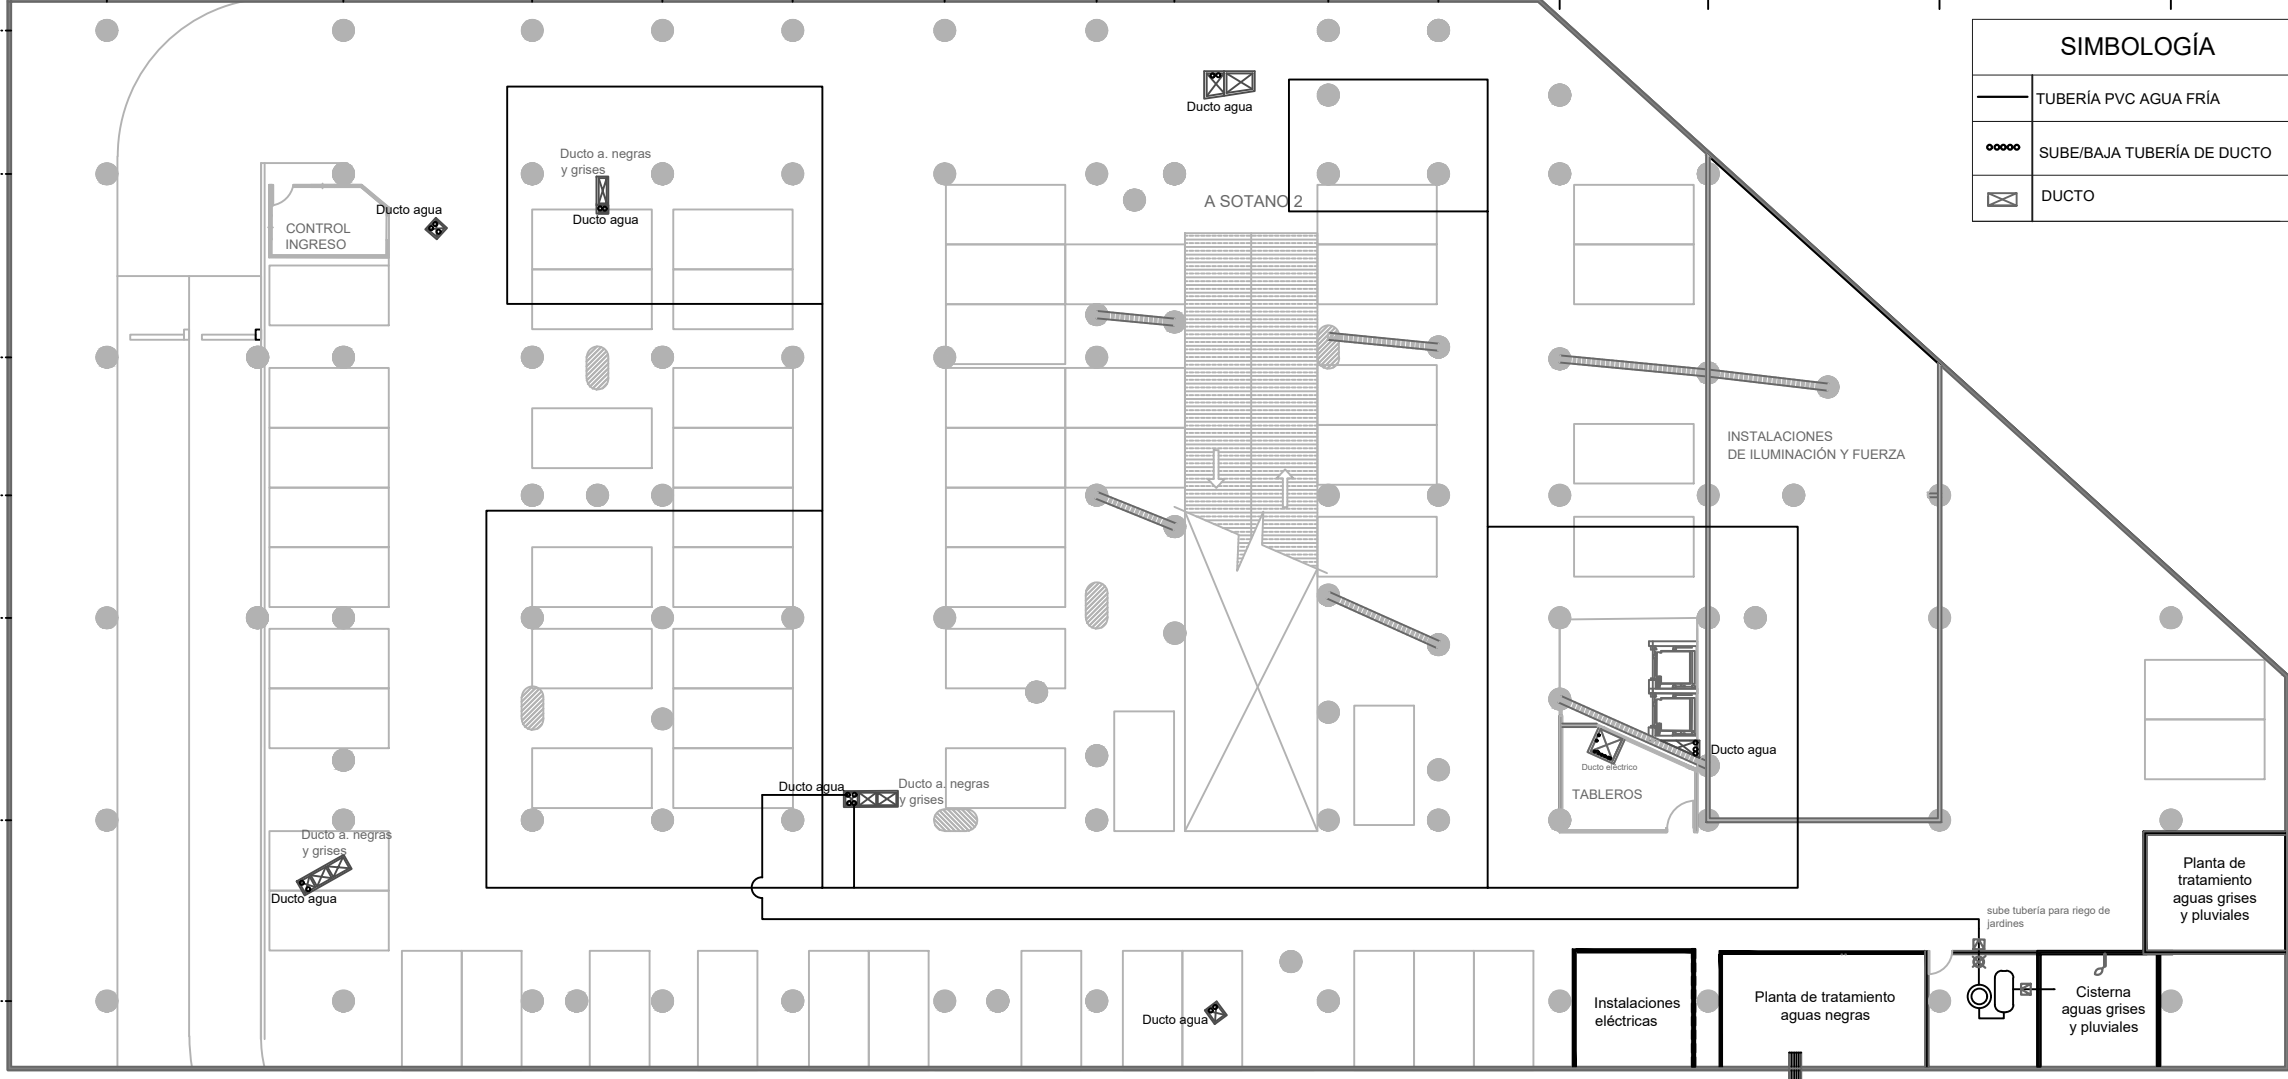 SIMBOLOGÍA
TUBERÍA PVC AGUA FRÍA
SUBE/BAJA TUBERÍA DE DUCTO
DUCTO
Ducto agua
Ducto a. negras
y grises
Ducto agua
Ducto agua
CONTROL
INGRESO
A SOTANO 2
INSTALACIONES
DE ILUMINACIÓN Y FUERZA
Ducto agua
Ducto eléctrico
TABLEROS
Ducto agua
Ducto a. negras
y grises
Ducto a. negras
y grises
Ducto agua
Planta de
tratamiento
aguas grises
y pluviales
sube tubería para riego de
jardines
Ducto agua
Instalaciones
eléctricas
Planta de tratamiento
aguas negras
Cisterna
aguas grises
y pluviales